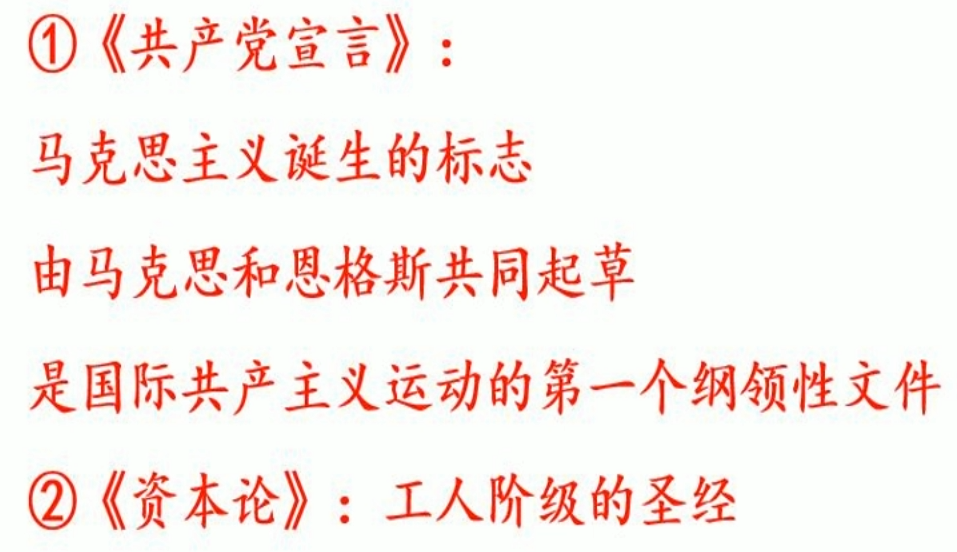 ①《共产党宣言》:
马克思主义诞生的标志
由马克思和恩格斯共同起草
是国际共产主义运动的第一个纲领性文件
②《资本论》:工人阶级的圣经